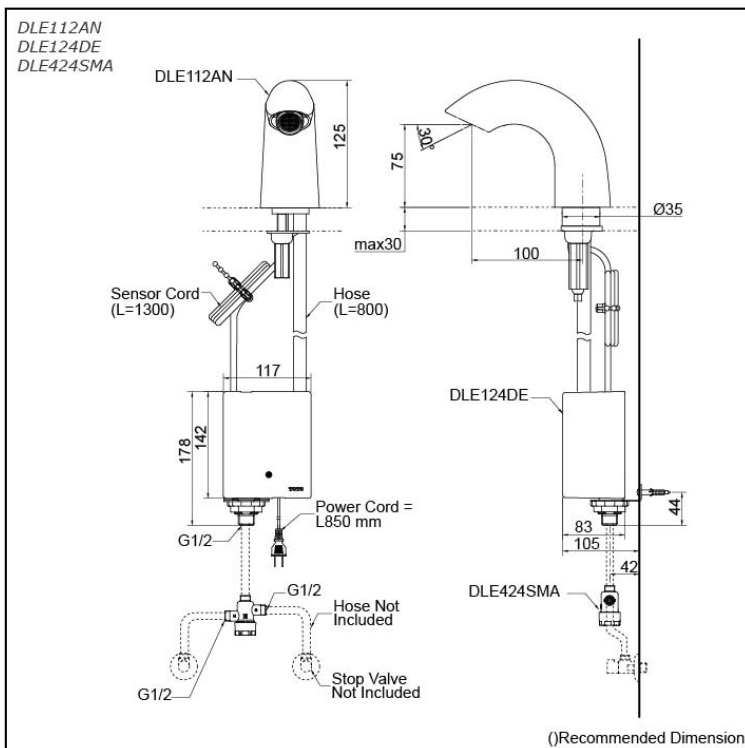 DLE112AN
DLE124DE
DLE424SMA
DLE112AN
125
75
30°
Ø35
max30
100
Sensor Cord
(L=1300)
Hose
(L=800)
117
178
142
TOTO
DLE124DE
Power Cord =
L850 mm
G1/2
44
83
105
42
G1/2
DLE424SMA
Hose Not
Included
G1/2
Stop Valve
Not Included
()Recommended Dimension